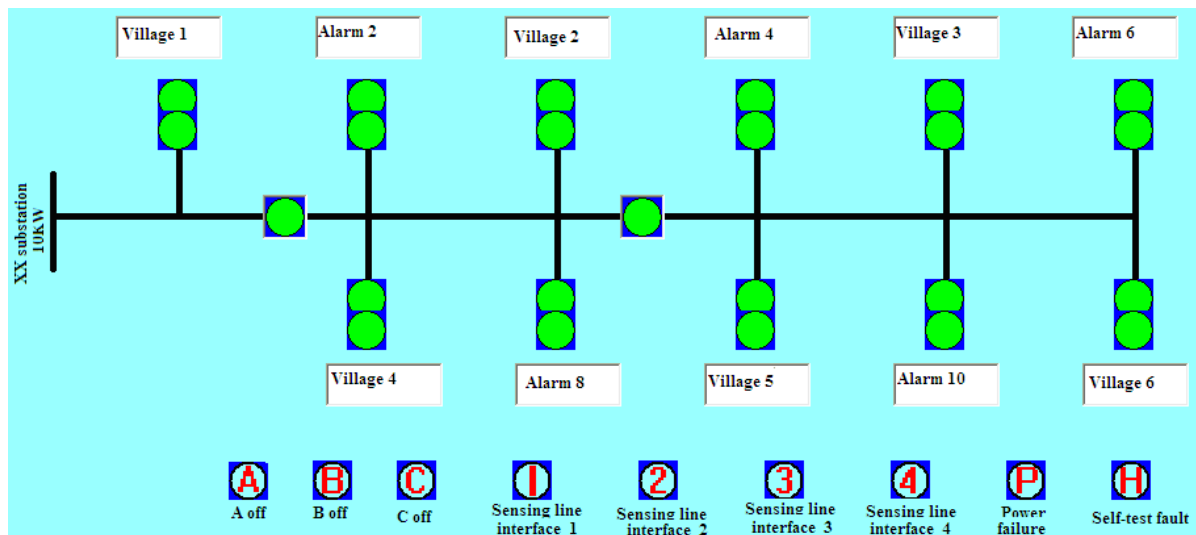 Village 1
Alarm 2
Village 2
Alarm 4
Village 3
Alarm 6
XX substation
10KW
Village 4
Alarm 8
Village 5
Alarm 10
Village 6
A
B
C
1
2
3
4
P
H
A off
B off
C off
Sensing line
interface 1
Sensing line
interface 2
Sensing line
interface 3
Sensing line
interface 4
Power
failure
Self-test fault